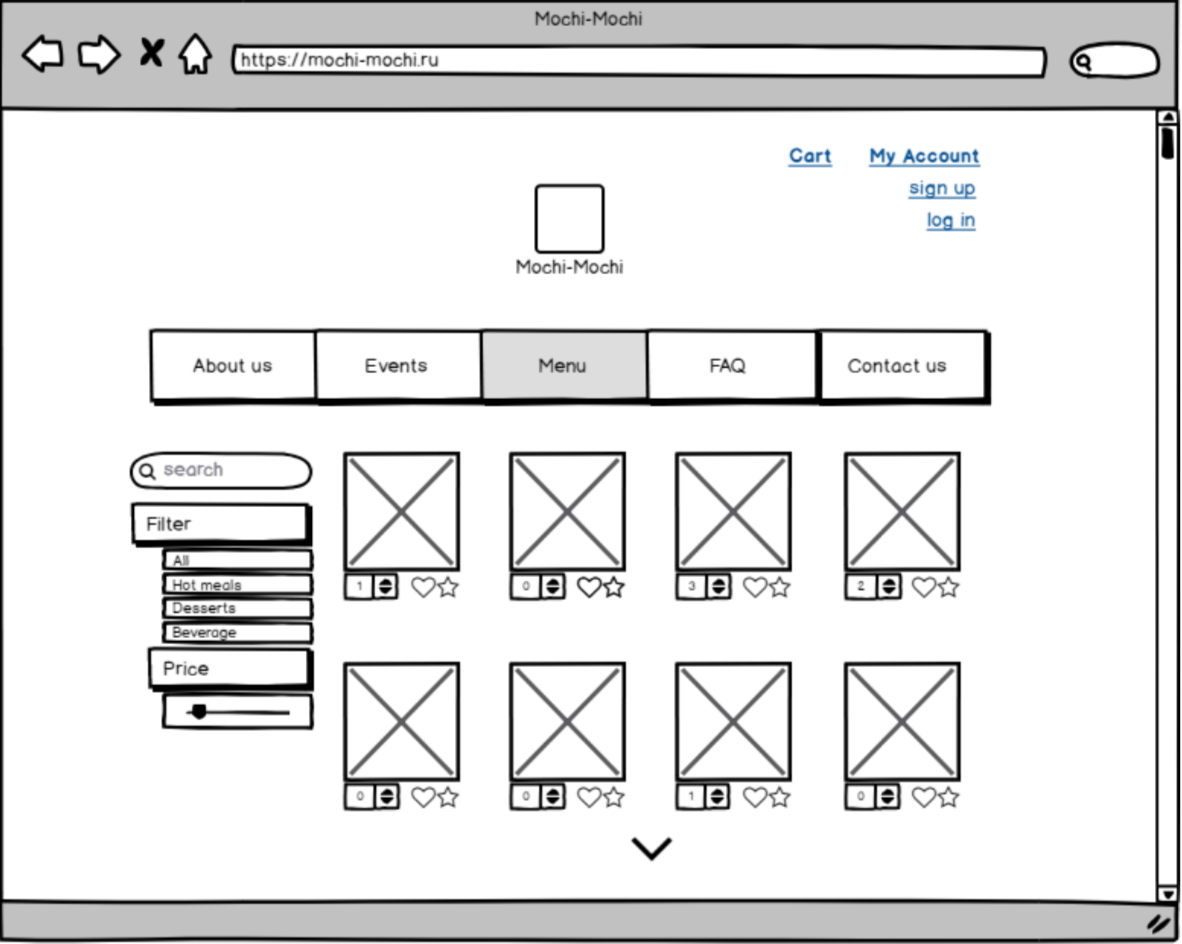 Mochi-Mochi
https://mochi-mochi.ru
Cart My Account
sign up
log in
Mochi-Mochi
About us Events Menu FAQ Contact us
search
Filter
All
Hot meals
Desserts
Beverage
Price
1 0 3 2
0 0 1 0